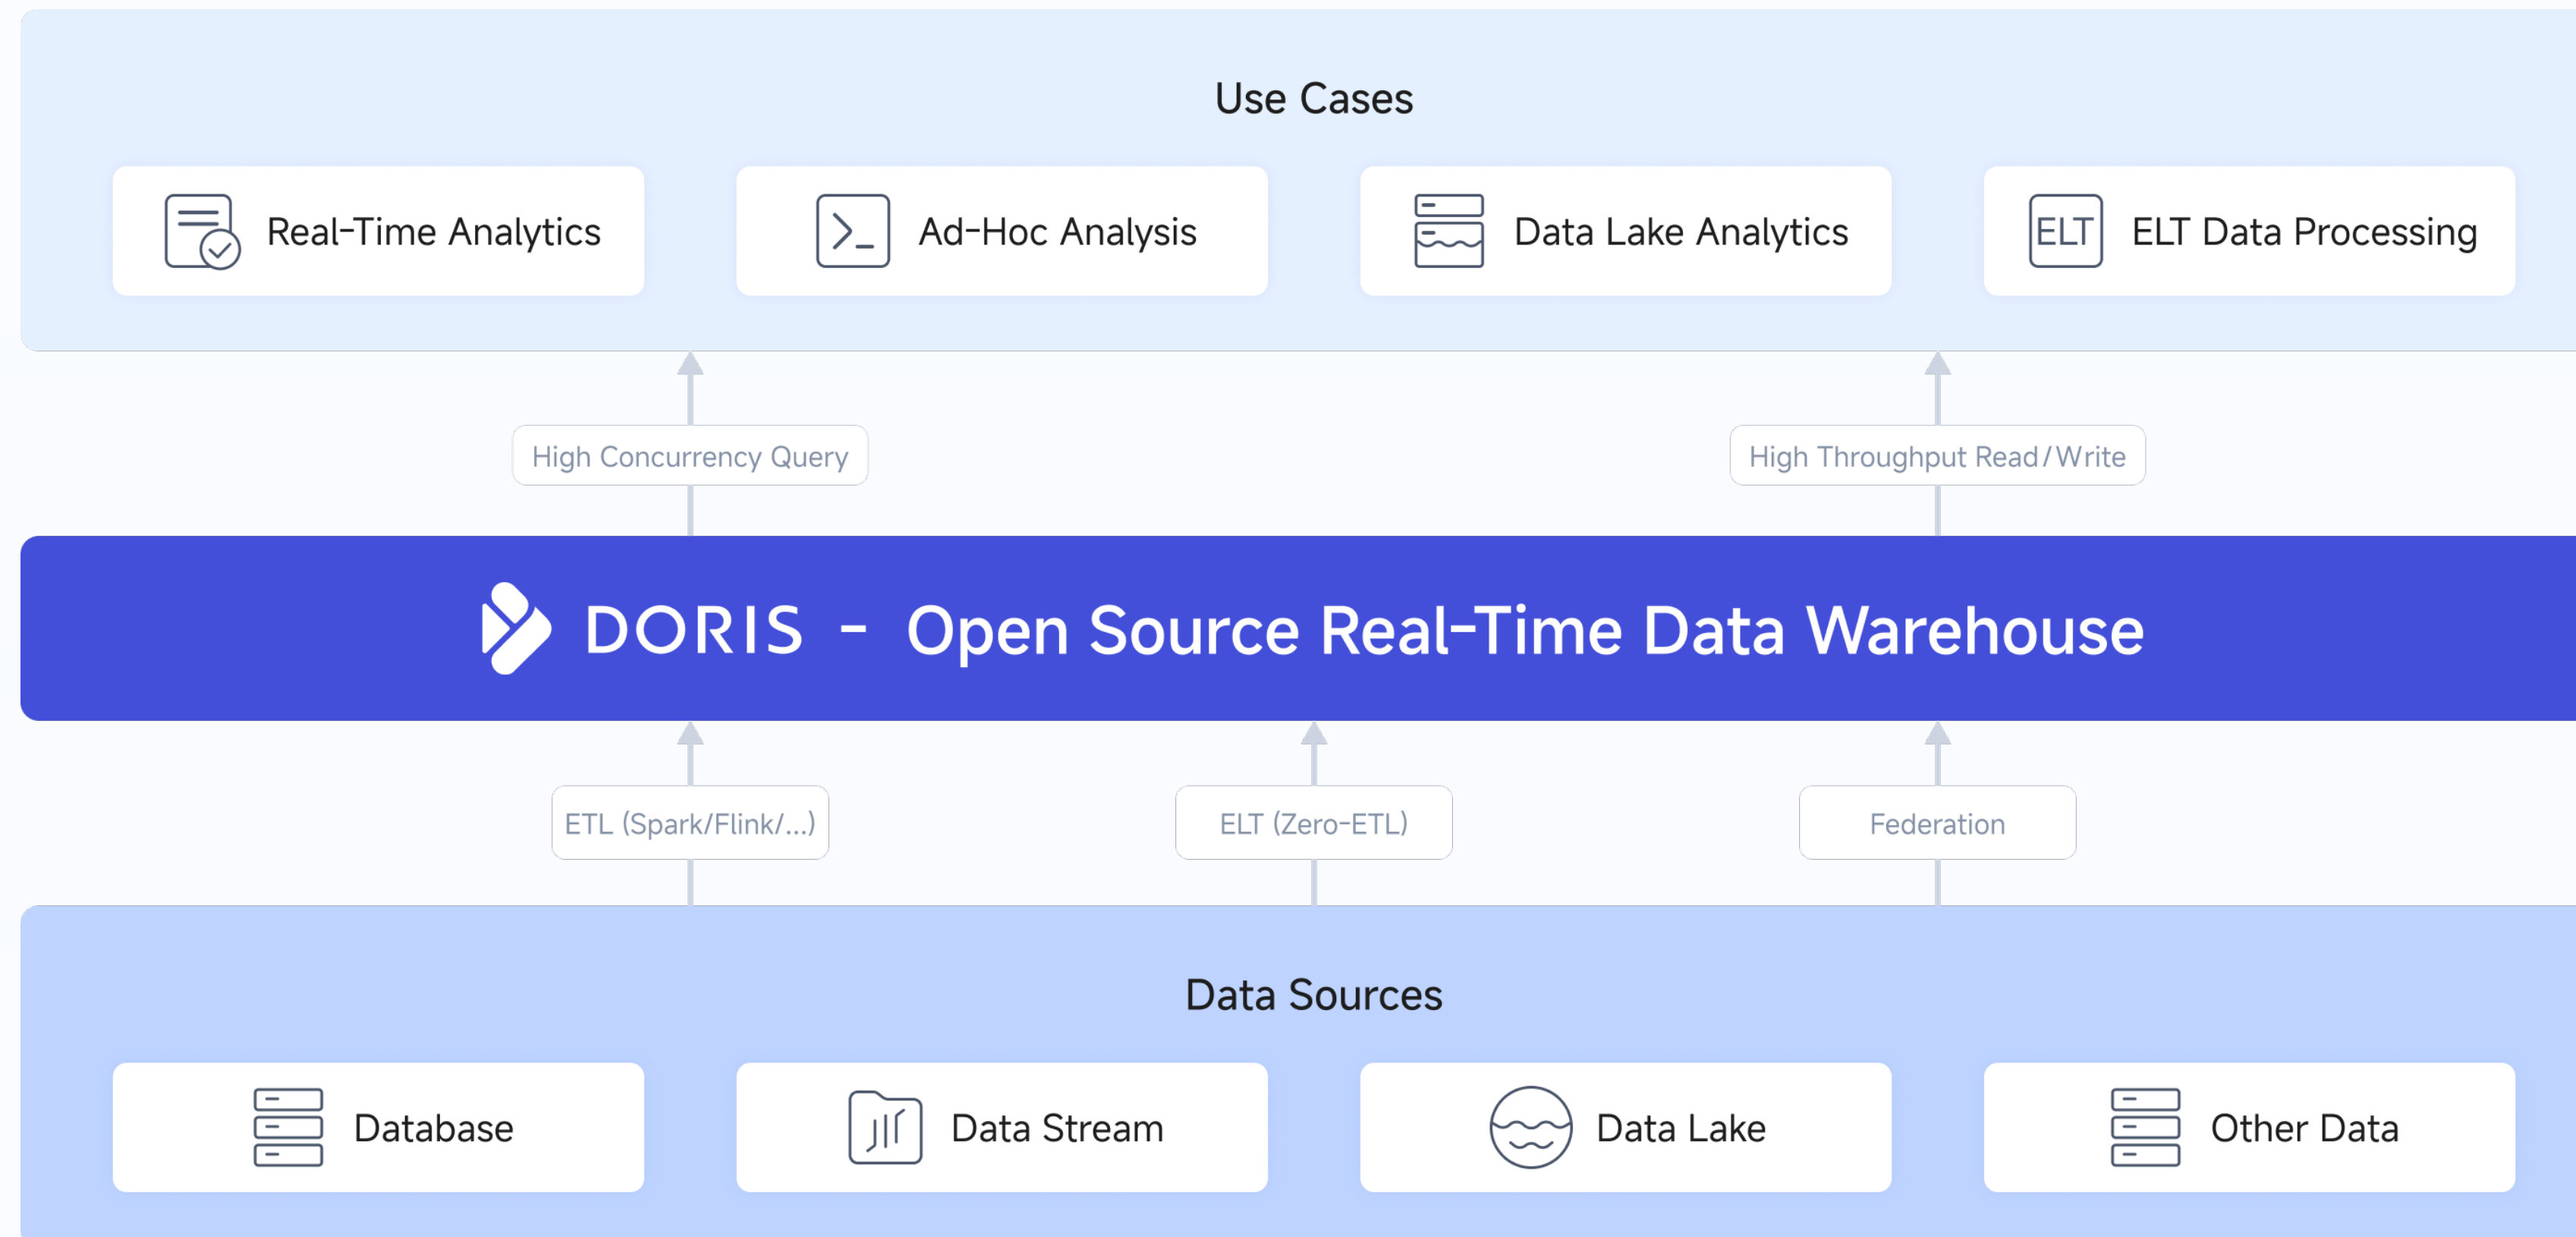 Use Cases
Real-Time Analytics
Ad-Hoc Analysis
Data Lake Analytics
ELT
ELT Data Processing
High Concurrency Query
High Throughput Read/Write
DORIS - Open Source Real-Time Data Warehouse
ETL (Spark/Flink/...)
ELT (Zero-ETL)
Federation
Data Sources
Database
Data Stream
Data Lake
Other Data